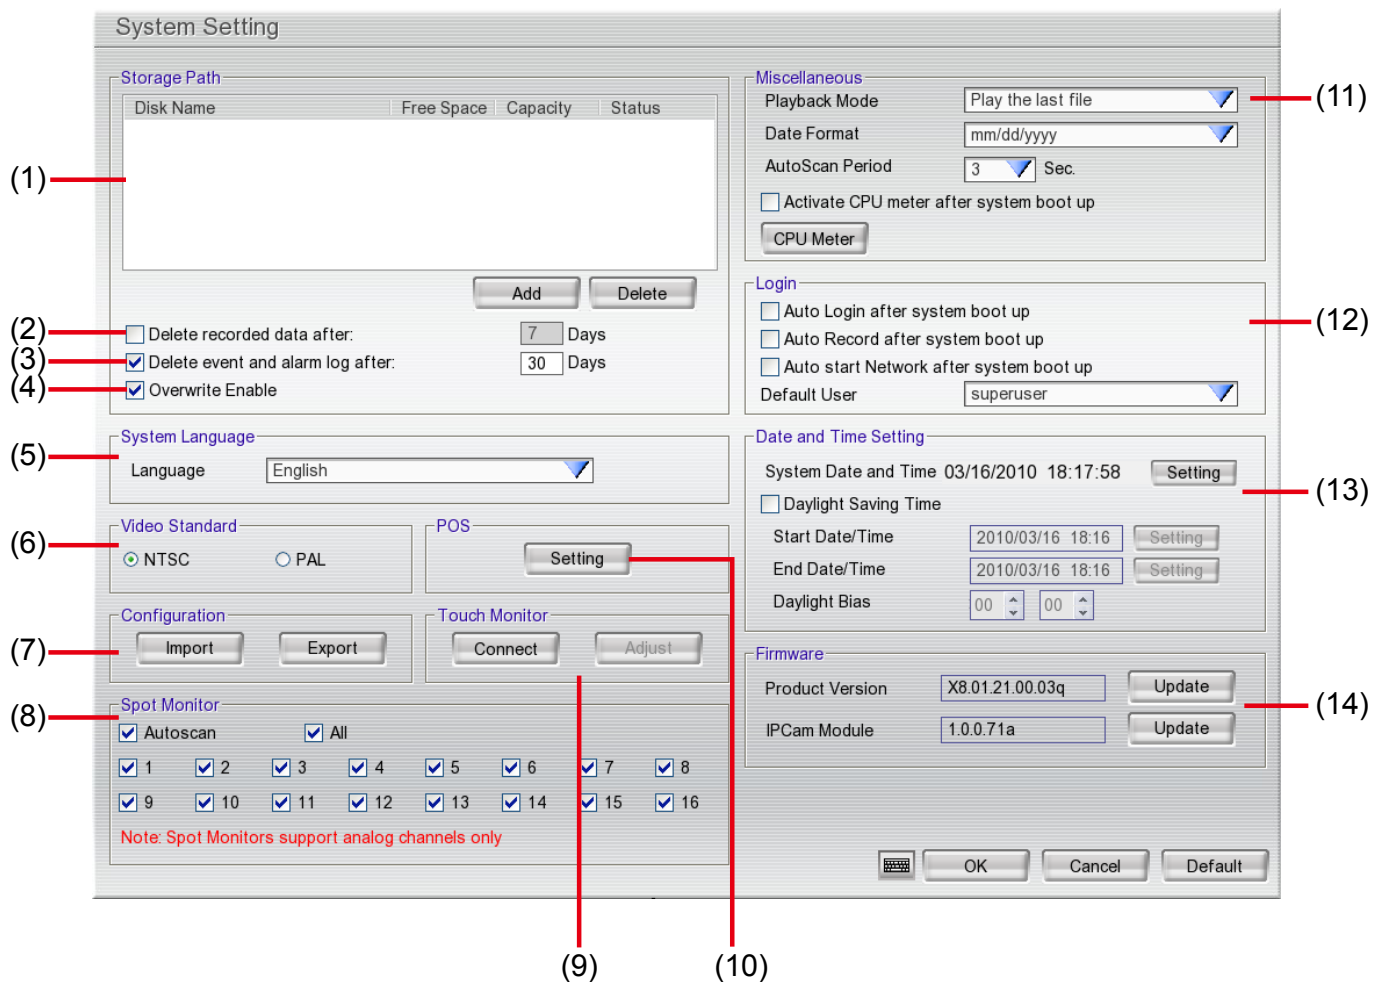 System Setting
Storage Path
Disk Name Free Space Capacity Status
(1)
Add Delete
(2) Delete recorded data after: 7 Days
(3) Delete event and alarm log after: 30 Days
(4) Overwrite Enable
System Language
(5)
Language English
Video Standard
(6)
NTSC PAL
POS
Setting
Configuration
(7)
Import Export
Touch Monitor
Connect Adjust
(8)
Spot Monitor
Autoscan All
1 2 3 4 5 6 7 8
9 10 11 12 13 14 15 16
Note: Spot Monitors support analog channels only
Miscellaneous
Playback Mode Play the last file
(11)
Date Format mm/dd/yyyy
AutoScan Period 3 Sec.
Activate CPU meter after system boot up
CPU Meter
Login
Auto Login after system boot up
(12)
Auto Record after system boot up
Auto start Network after system boot up
Default User superuser
Date and Time Setting
System Date and Time 03/16/2010 18:17:58 Setting
(13)
Daylight Saving Time
Start Date/Time 2010/03/16 18:16 Setting
End Date/Time 2010/03/16 18:16 Setting
Daylight Bias 00 00
Firmware
Product Version X8.01.21.00.03q Update
(14)
IPCam Module 1.0.0.71a Update
OK Cancel Default
(9) (10)